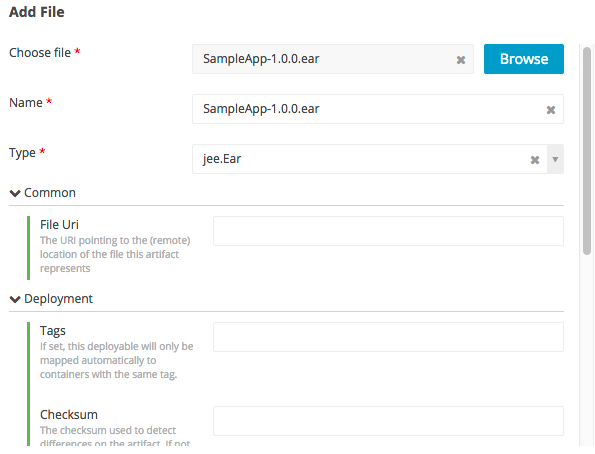 Add File
Choose file * SampleApp-1.0.0.ear Browse
Name * SampleApp-1.0.0.ear
Type * jee.Ear
Common
File Uri
The URI pointing to the (remote)
location of the file this artifact
represents
Deployment
Tags
If set, this deployable will only be
mapped automatically to
containers with the same tag.
Checksum
The checksum used to detect
differences on the artifact. If not